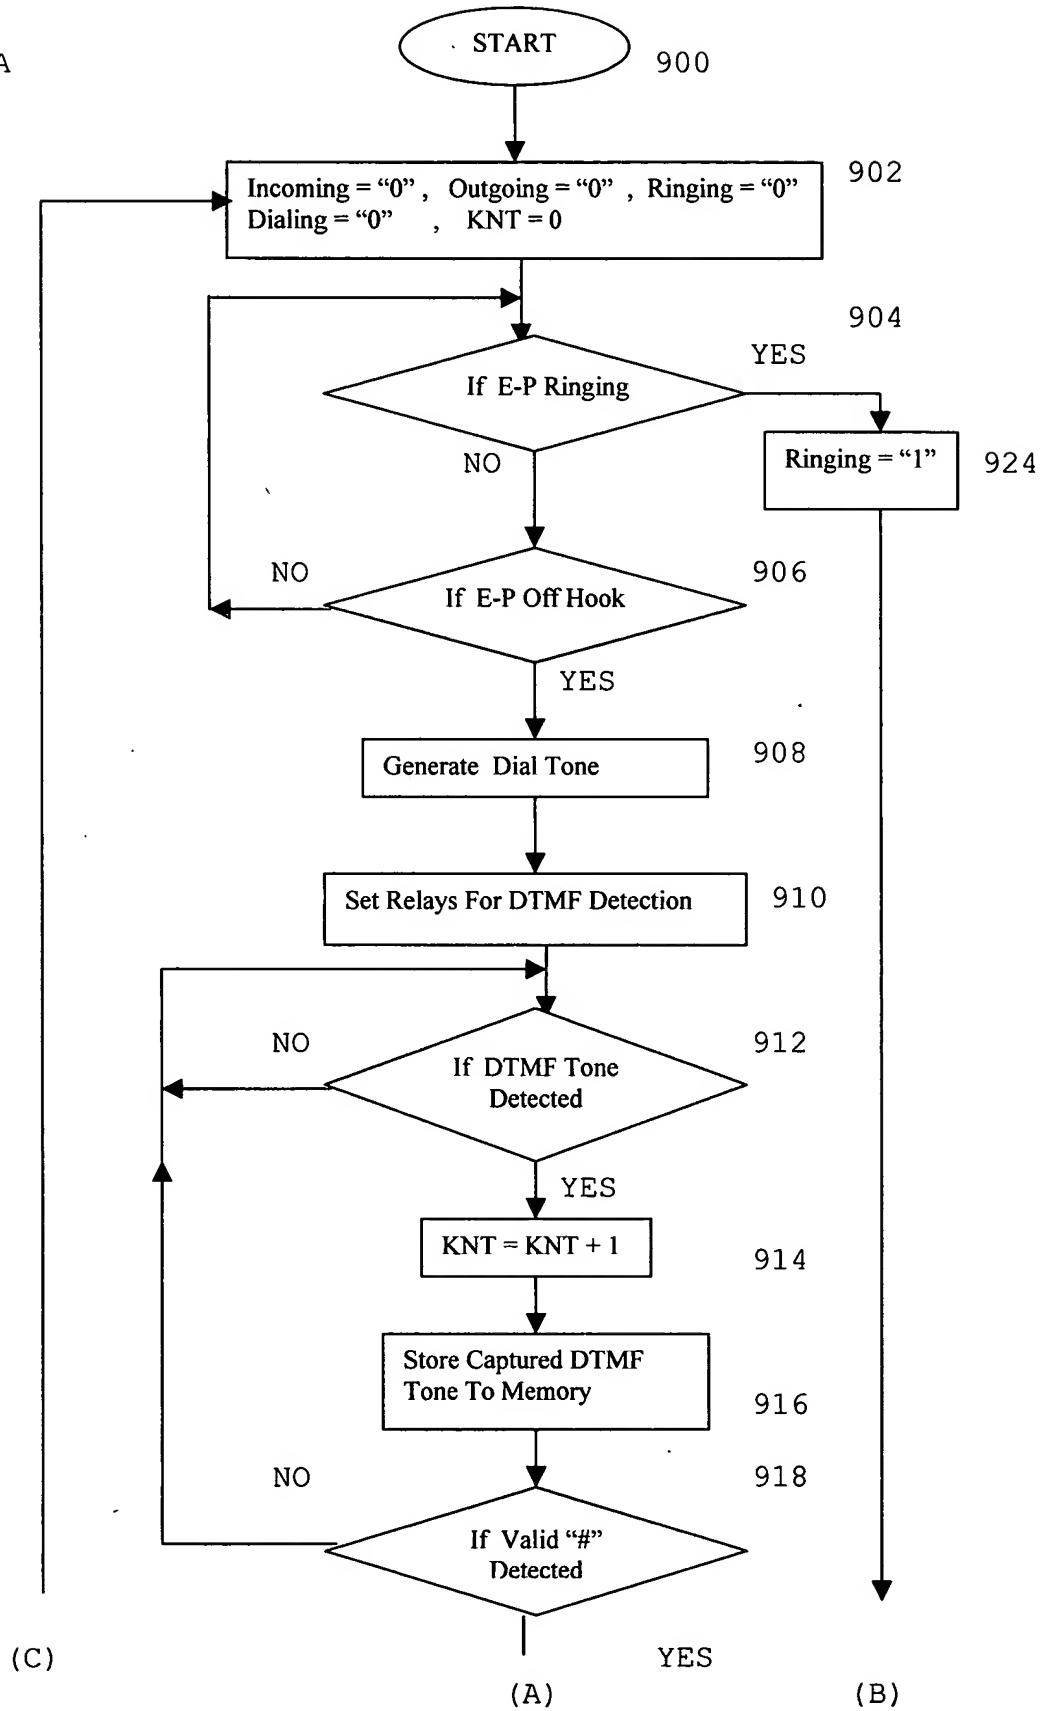 START
A
900
902
Incoming = “0” , Outgoing = “0” , Ringing = “0”
Dialing = “0” , KNT = 0
904
YES
If E-P Ringing
NO
Ringing = “1”
924
NO
906
If E-P Off Hook
YES
908
Generate Dial Tone
Set Relays For DTMF Detection
910
NO
912
If DTMF Tone
Detected
YES
KNT = KNT + 1
914
Store Captured DTMF
Tone To Memory
916
NO
918
If Valid “#”
Detected
(C)
YES
(A)
(B)